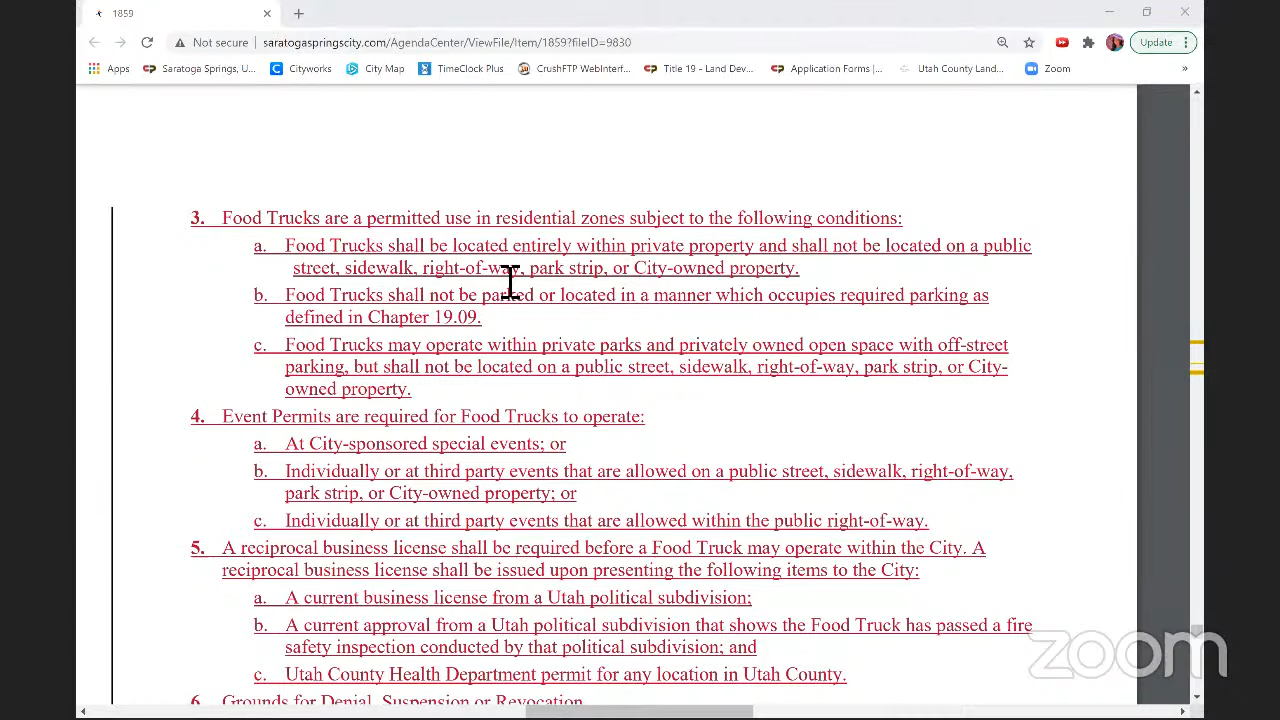 1859
Not secure saratogaspringscity.com/AgendaCenter/ViewFile/Item/1859?fileID=9830 Update
Apps Saratoga Springs, U... Cityworks City Map TimeClock Plus CrushFTP WebInterf... Title 19 – Land Dev... Application Forms |... Utah County Land... Zoom »
3. Food Trucks are a permitted use in residential zones subject to the following conditions:
a. Food Trucks shall be located entirely within private property and shall not be located on a public
street, sidewalk, right-of-way, park strip, or City-owned property.
b. Food Trucks shall not be parked or located in a manner which occupies required parking as
defined in Chapter 19.09.
c. Food Trucks may operate within private parks and privately owned open space with off-street
parking, but shall not be located on a public street, sidewalk, right-of-way, park strip, or City-
owned property.
4. Event Permits are required for Food Trucks to operate:
a. At City-sponsored special events; or
b. Individually or at third party events that are allowed on a public street, sidewalk, right-of-way,
park strip, or City-owned property; or
c. Individually or at third party events that are allowed within the public right-of-way.
5. A reciprocal business license shall be required before a Food Truck may operate within the City. A
reciprocal business license shall be issued upon presenting the following items to the City:
a. A current business license from a Utah political subdivision;
b. A current approval from a Utah political subdivision that shows the Food Truck has passed a fire
safety inspection conducted by that political subdivision; and
c. Utah County Health Department permit for any location in Utah County.
6. Grounds for Denial, Suspension or Revocation
zoom